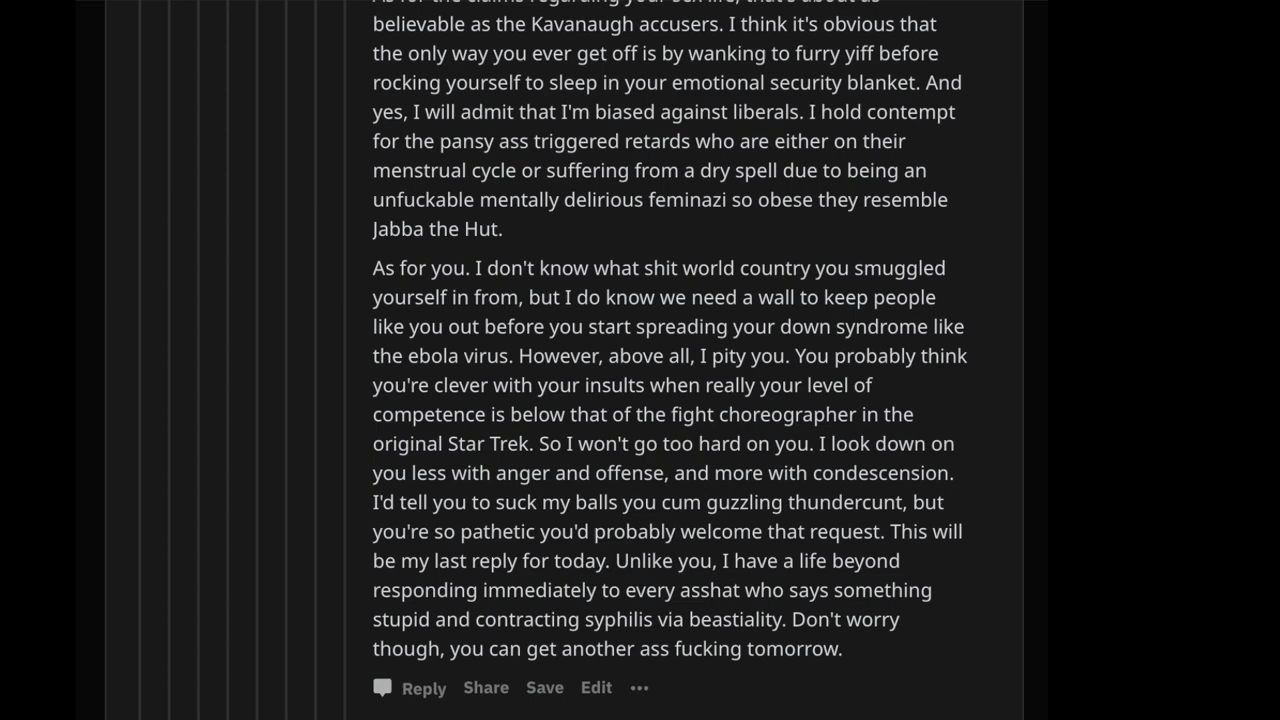 believable as the Kavanaugh accusers. I think it's obvious that
the only way you ever get off is by wanking to furry yiff before
rocking yourself to sleep in your emotional security blanket. And
yes, I will admit that I'm biased against liberals. I hold contempt
for the pansy ass triggered retards who are either on their
menstrual cycle or suffering from a dry spell due to being an
unfuckable mentally delirious feminazi so obese they resemble
Jabba the Hut.
As for you. I don't know what shit world country you smuggled
yourself in from, but I do know we need a wall to keep people
like you out before you start spreading your down syndrome like
the ebola virus. However, above all, I pity you. You probably think
you're clever with your insults when really your level of
competence is below that of the fight choreographer in the
original Star Trek. So I won't go too hard on you. I look down on
you less with anger and offense, and more with condescension.
I'd tell you to suck my balls you cum guzzling thundercunt, but
you're so pathetic you'd probably welcome that request. This will
be my last reply for today. Unlike you, I have a life beyond
responding immediately to every asshat who says something
stupid and contracting syphilis via beastiality. Don't worry
though, you can get another ass fucking tomorrow.
Reply Share Save Edit •••